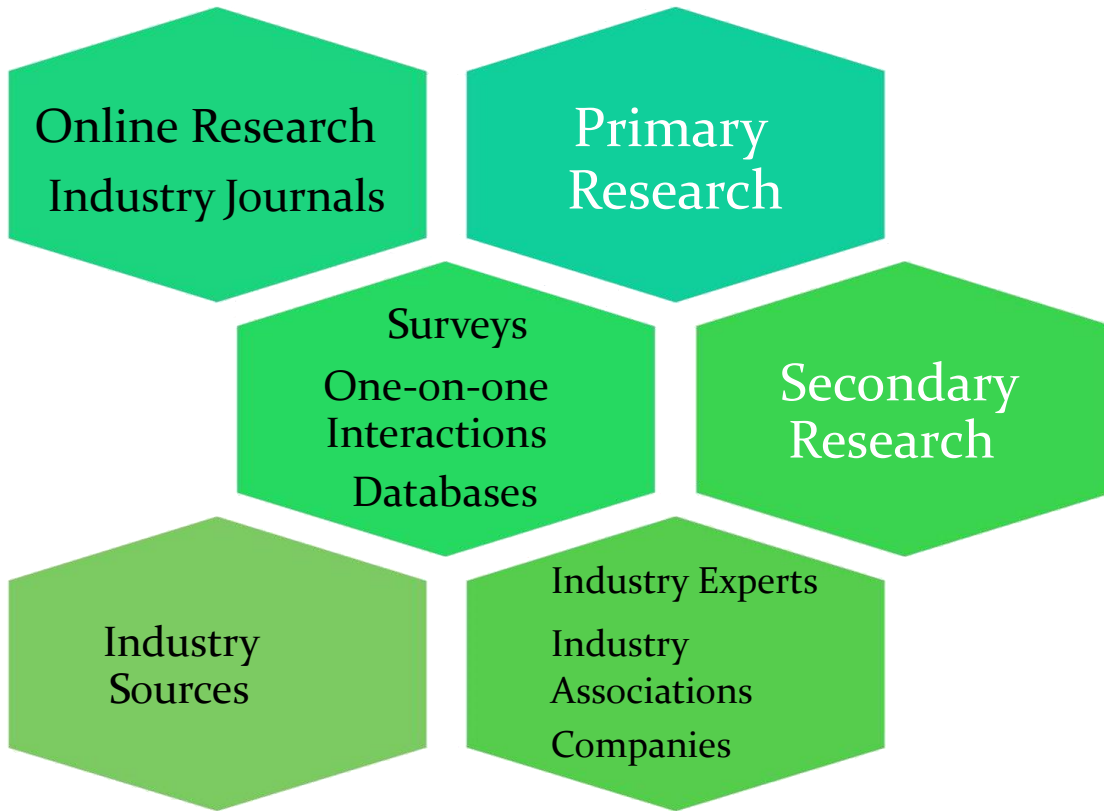 Online Research
Industry Journals
Primary
Research
Surveys
One-on-one
Interactions
Databases
Secondary
Research
Industry
Sources
Industry Experts
Industry
Associations
Companies